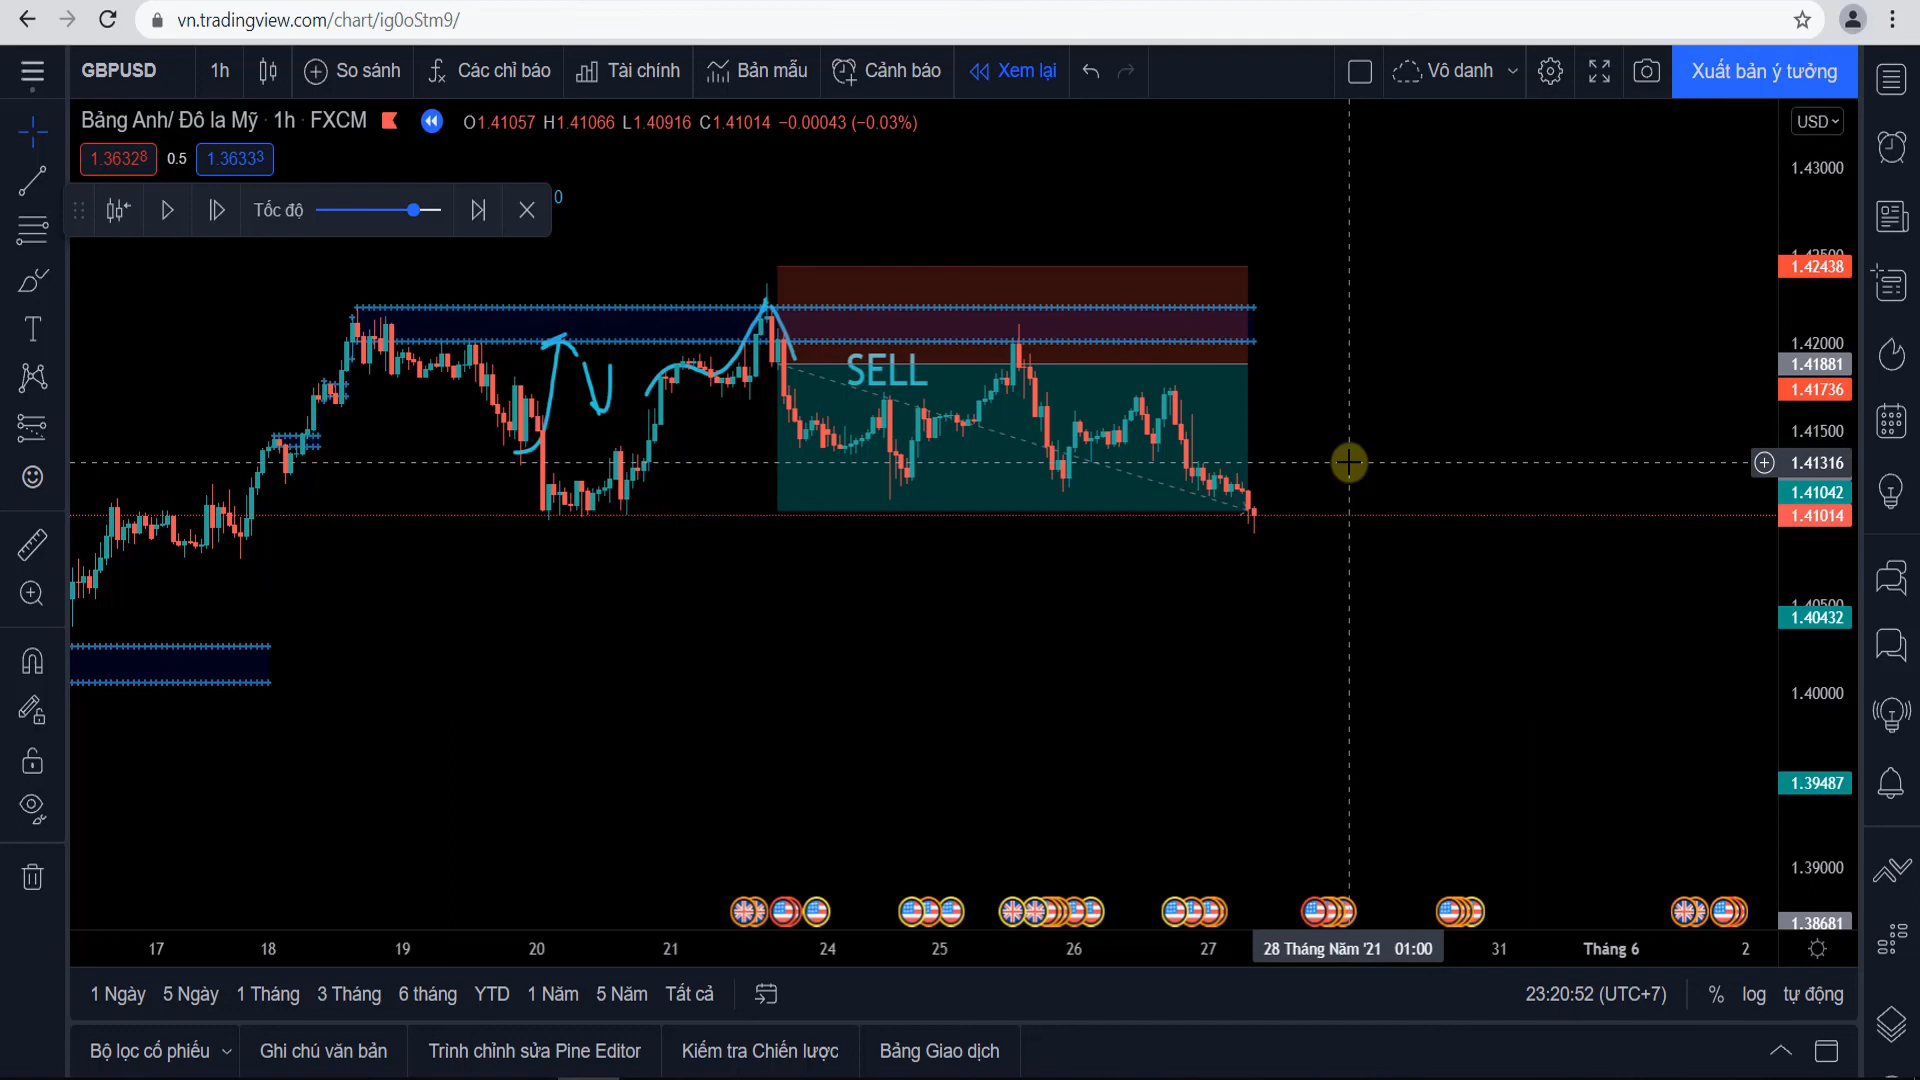 vn.tradingview.com/chart/ig0oStm9/
GBPUSD 1h So sánh Các chỉ báo Tài chính Bản mẫu Cảnh báo Xem lại Vô danh Xuất bản ý tưởng
Bảng Anh/ Đô la Mỹ · 1h · FXCM O1.41057 H1.41066 L1.40916 C1.41014 −0.00043 (−0.03%)
USD
1.36328 0.5 1.36333
1.43000
0
Tốc độ
1.42500
1.42438
1.42000
SELL
1.41881
1.41736
1.41500
1.41316
1.41042
1.41014
1.40500
1.40432
1.40000
1.39487
1.39000
1.38681
17 18 19 20 21 24 25 26 27 28 Tháng Năm '21 01:00 31 Tháng 6 2
1 Ngày 5 Ngày 1 Tháng 3 Tháng 6 tháng YTD 1 Năm 5 Năm Tất cả 23:20:52 (UTC+7) % log tự động
Bộ lọc cổ phiếu Ghi chú văn bản Trình chỉnh sửa Pine Editor Kiểm tra Chiến lược Bảng Giao dịch